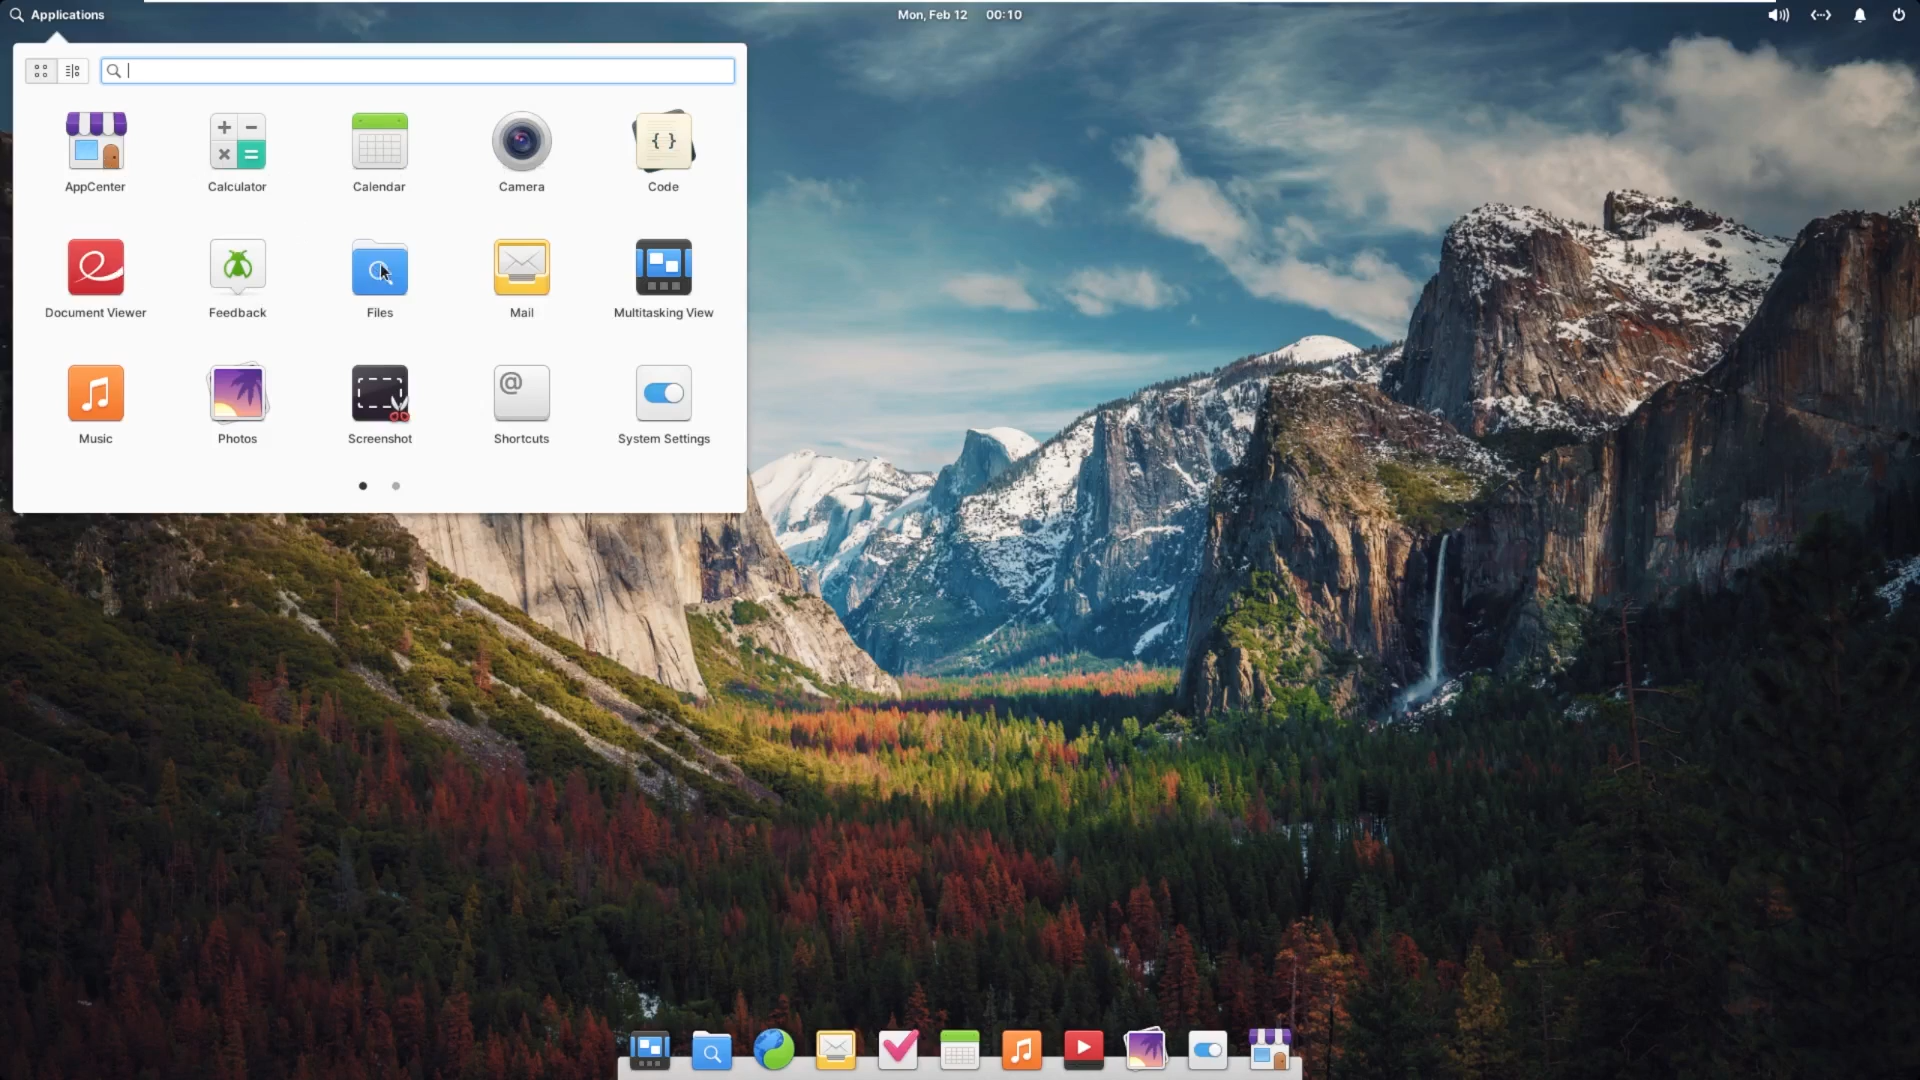 Applications
Mon, Feb 12 00:10
AppCenter
Calculator
Calendar
Camera
Code
Document Viewer
Feedback
Files
Mail
Multitasking View
Music
Photos
Screenshot
Shortcuts
System Settings